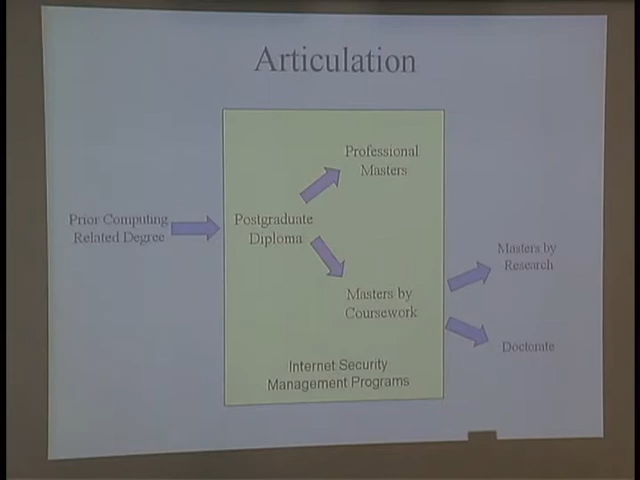 Articulation
Professional
Masters
Prior Computing
Related Degree
Postgraduate
Diploma
Masters by
Research
Masters by
Coursework
Doctorate
Internet Security
Management Programs